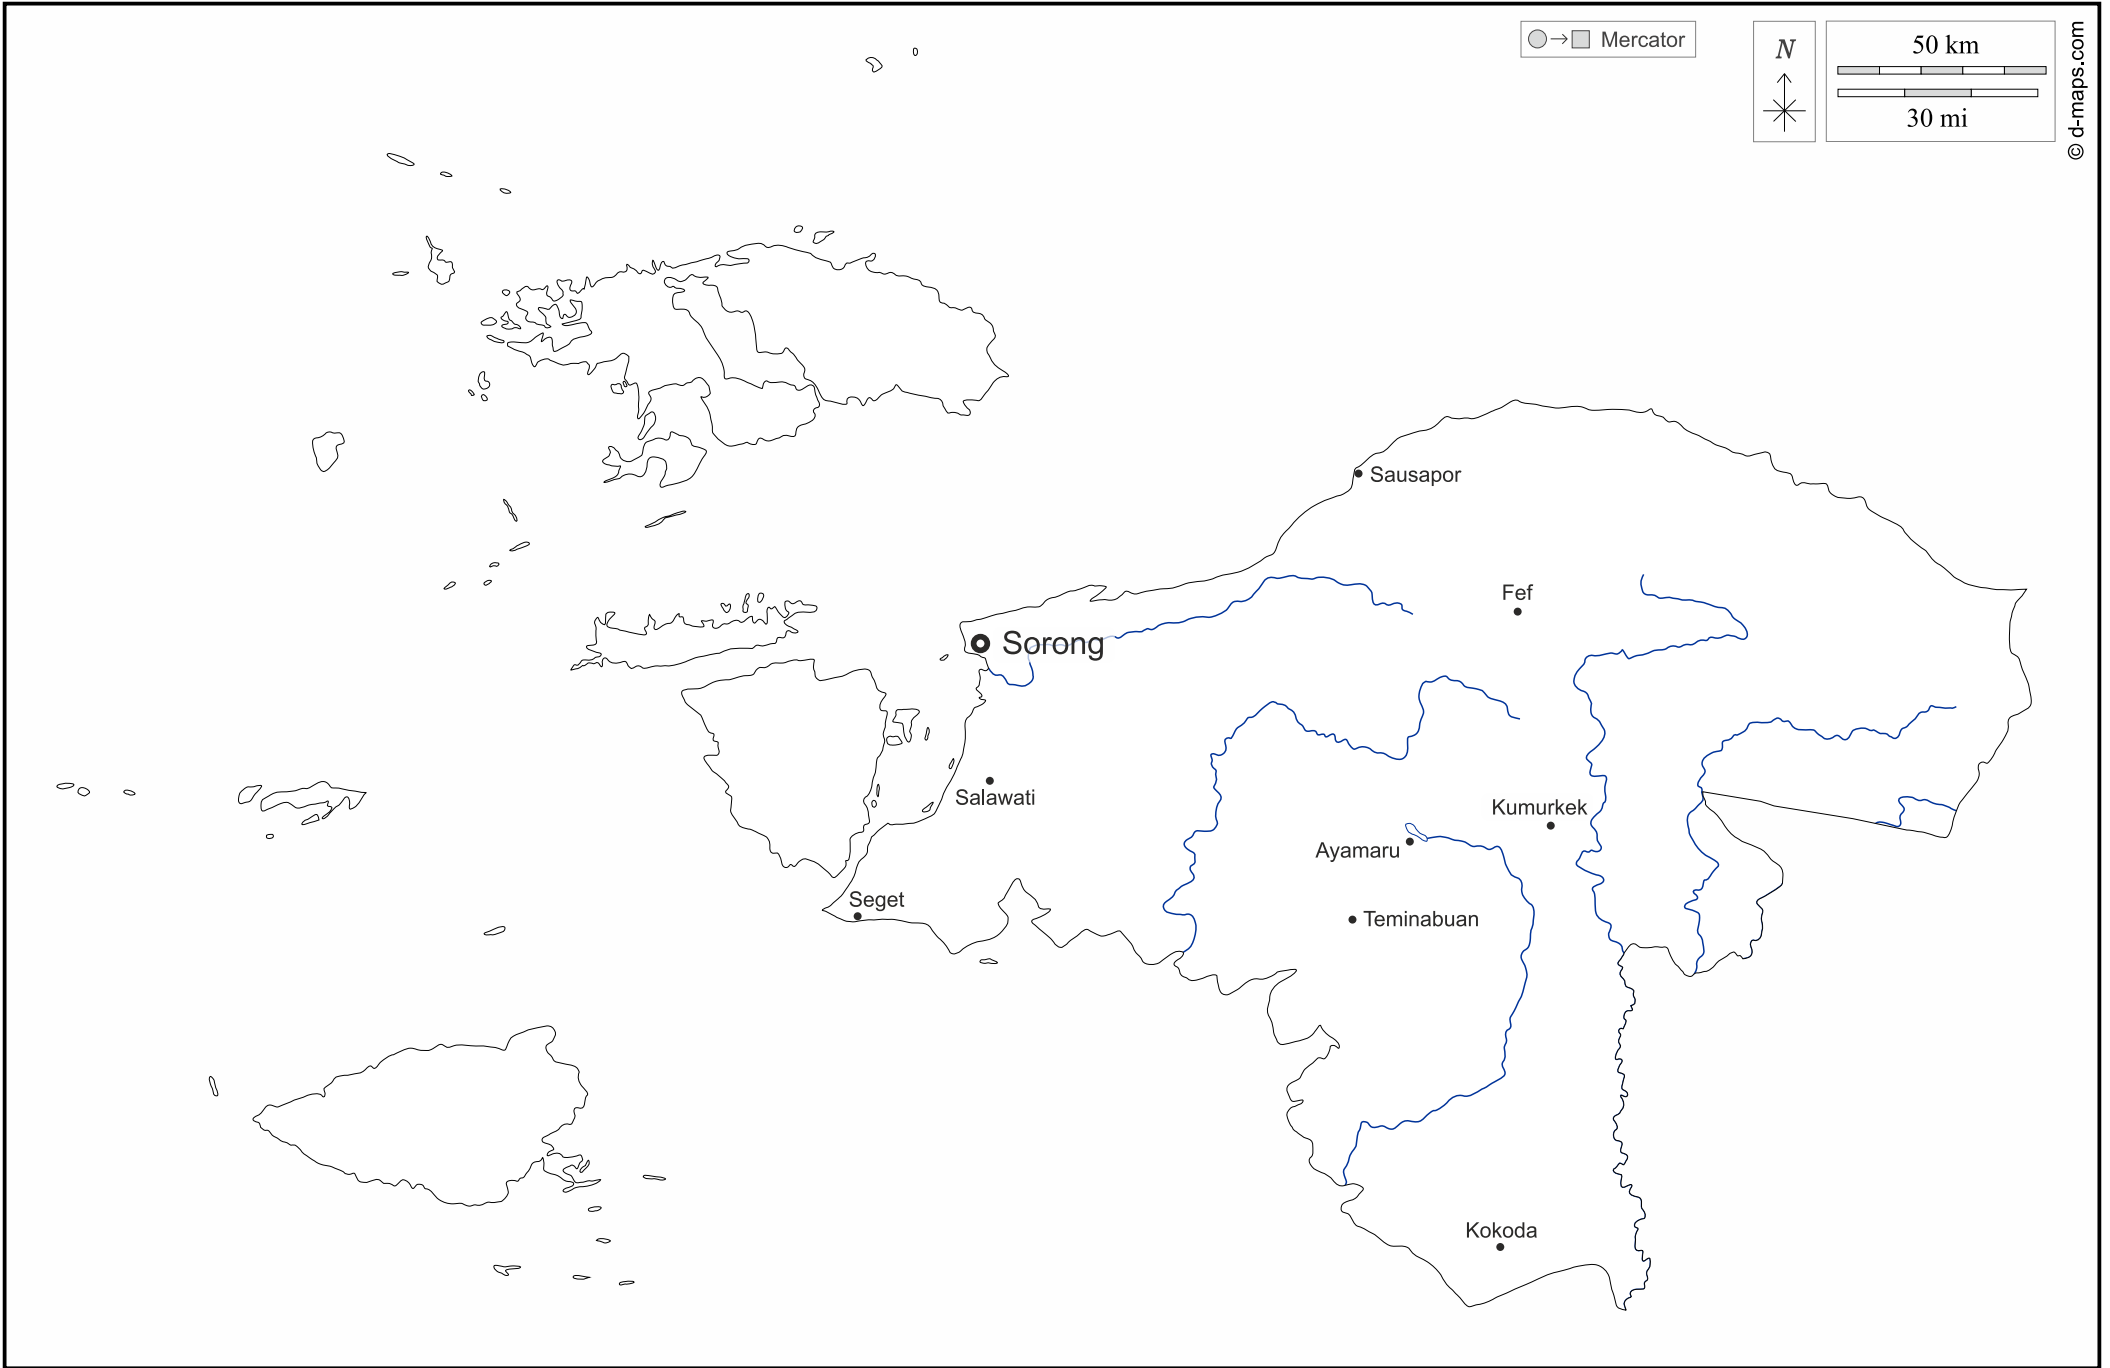 Mercator
N
50 km
30 mi
© d-maps.com
Sausapor
Fef
Sorong
Salawati
Kumurkek
Ayamaru
Seget
Teminabuan
Kokoda